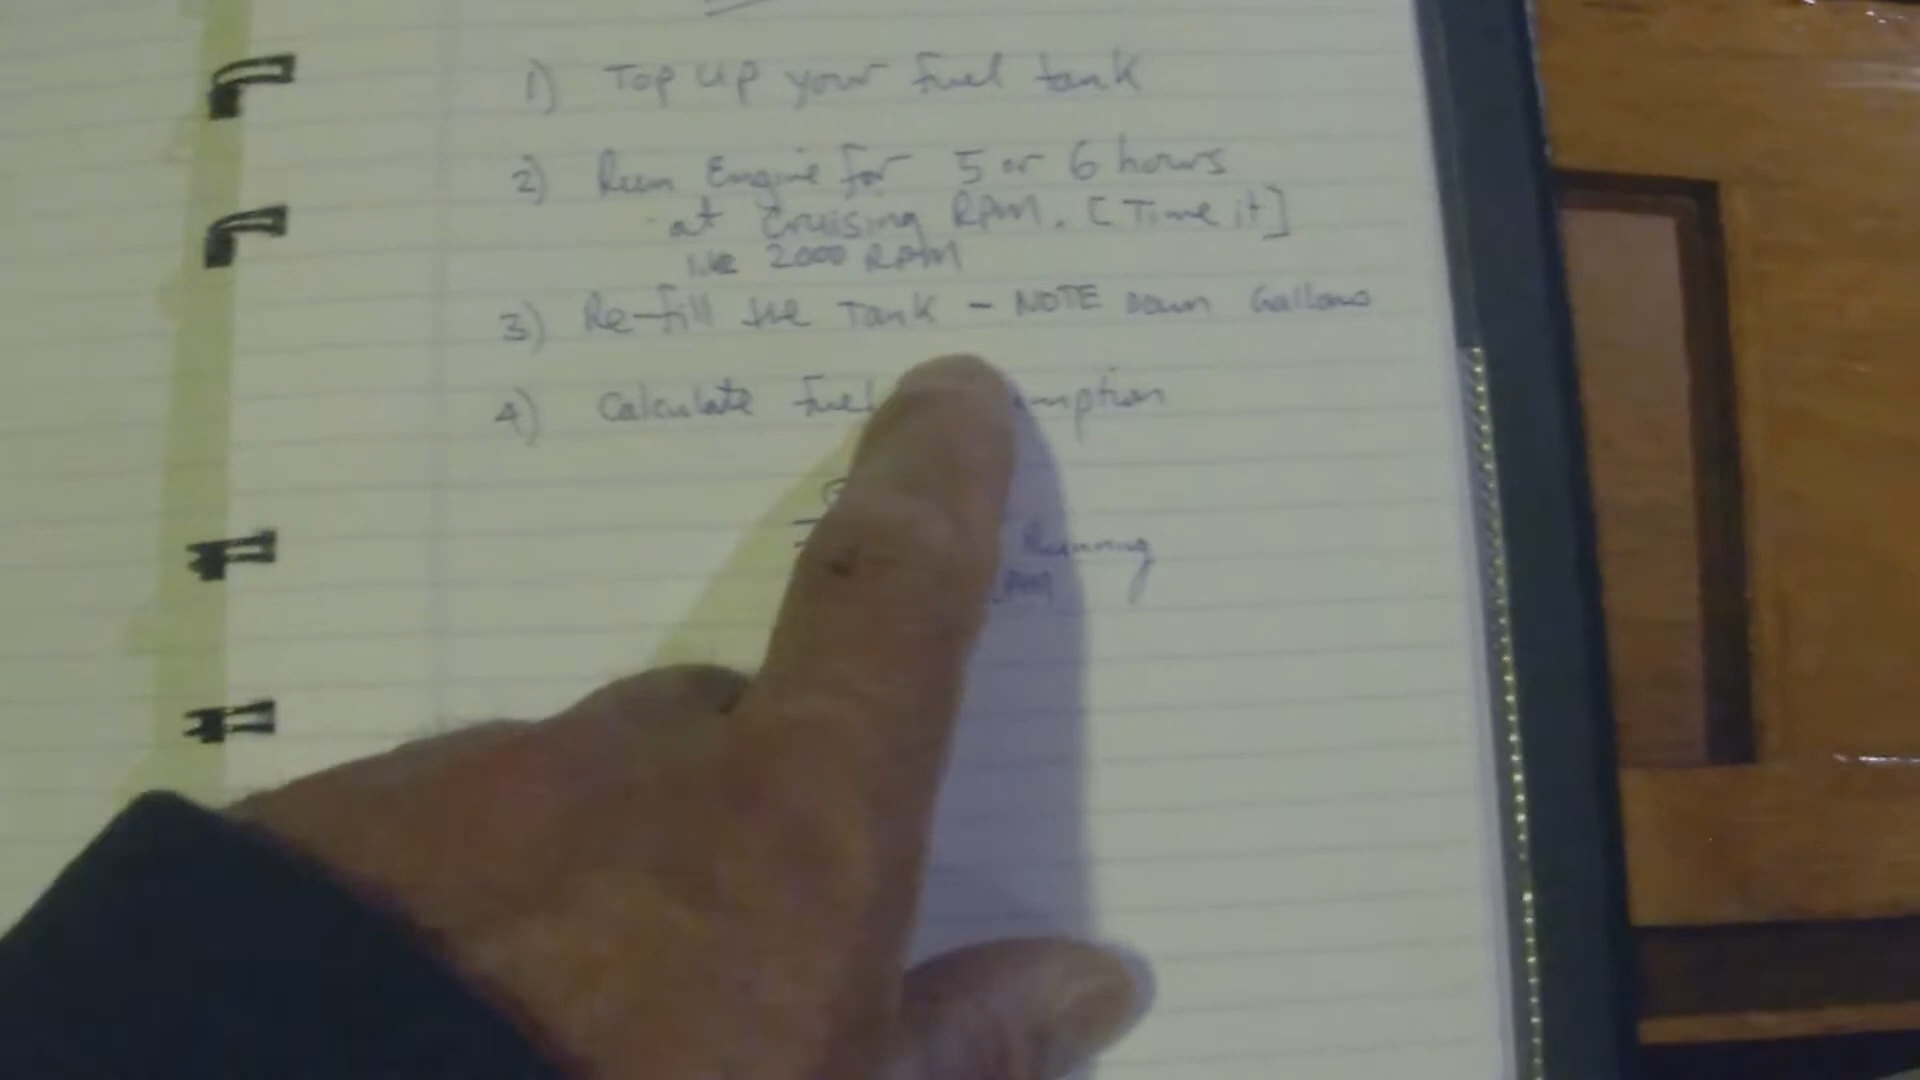 1) Top up your fuel tank
2) Run Engine for 5 or 6 hours
at Cruising RPM. [Time it]
like 2000 RPM
3) Re-fill the Tank - NOTE Down Gallons
4) Calculate fuel
Running